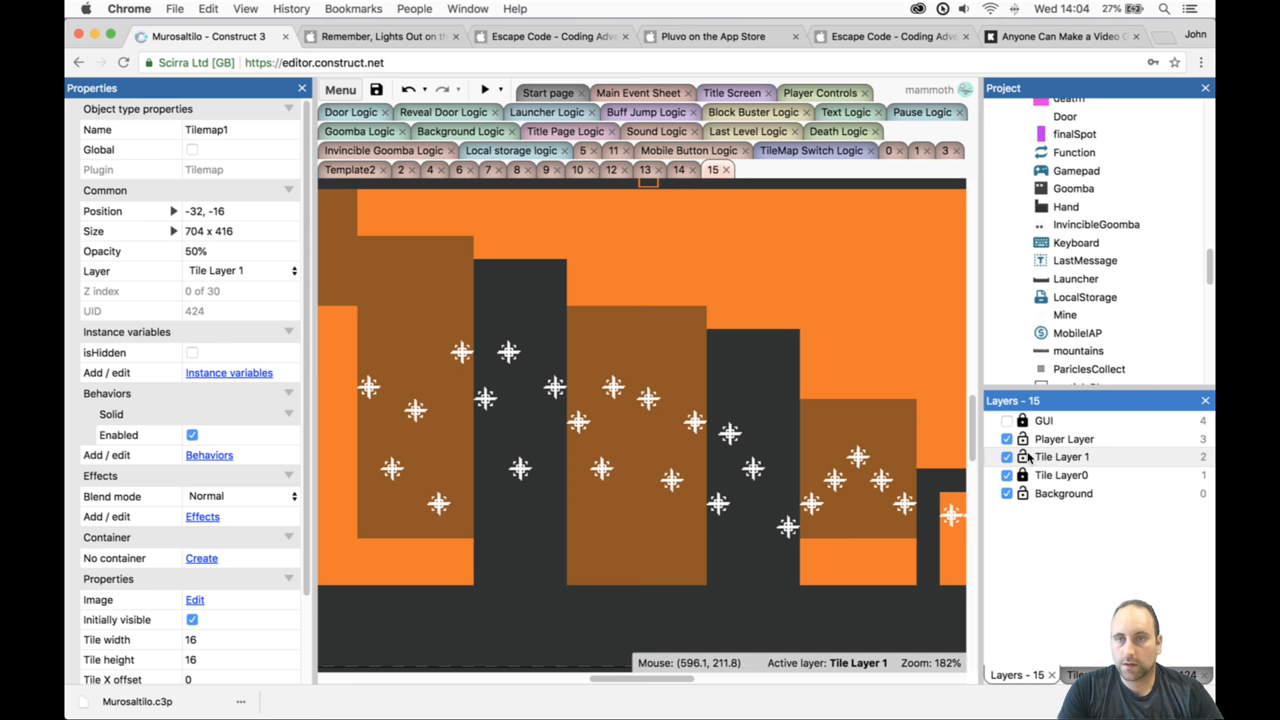 Chrome File Edit View History Bookmarks People Window Help Wed 14:04 27%
Murosaltilo - Construct 3 Remember, Lights Out on th Escape Code - Coding Adve Pluvo on the App Store Escape Code - Coding Adve Anyone Can Make a Video G John
Scirra Ltd [GB] https://editor.construct.net
Properties
Object type properties
Name Tilemap1
Global
Plugin Tilemap
Common
Position -32, -16
Size 704 x 416
Opacity 50%
Layer Tile Layer 1
Z index 0 of 30
UID 424
Instance variables
isHidden
Add / edit Instance variables
Behaviors
Solid
Enabled
Add / edit Behaviors
Effects
Blend mode Normal
Add / edit Effects
Container
No container Create
Properties
Image Edit
Initially visible
Tile width 16
Tile height 16
Tile X offset 0
Menu Start page Main Event Sheet Title Screen Player Controls mammoth
Door Logic Reveal Door Logic Launcher Logic Buff Jump Logic Block Buster Logic Text Logic Pause Logic
Goomba Logic Background Logic Title Page Logic Sound Logic Last Level Logic Death Logic
Invincible Goomba Logic Local storage logic 5 11 Mobile Button Logic TileMap Switch Logic 0 1 3
Template2 2 4 6 7 8 9 10 12 13 14 15
Mouse: (596.1, 211.8) Active layer: Tile Layer 1 Zoom: 182%
Project
Door
finalSpot
Function
Gamepad
Goomba
Hand
InvincibleGoomba
Keyboard
LastMessage
Launcher
LocalStorage
Mine
MobileIAP
mountains
PariclesCollect
Layers - 15
GUI 4
Player Layer 3
Tile Layer 1 2
Tile Layer0 1
Background 0
Layers - 15
Murosaltilo.c3p